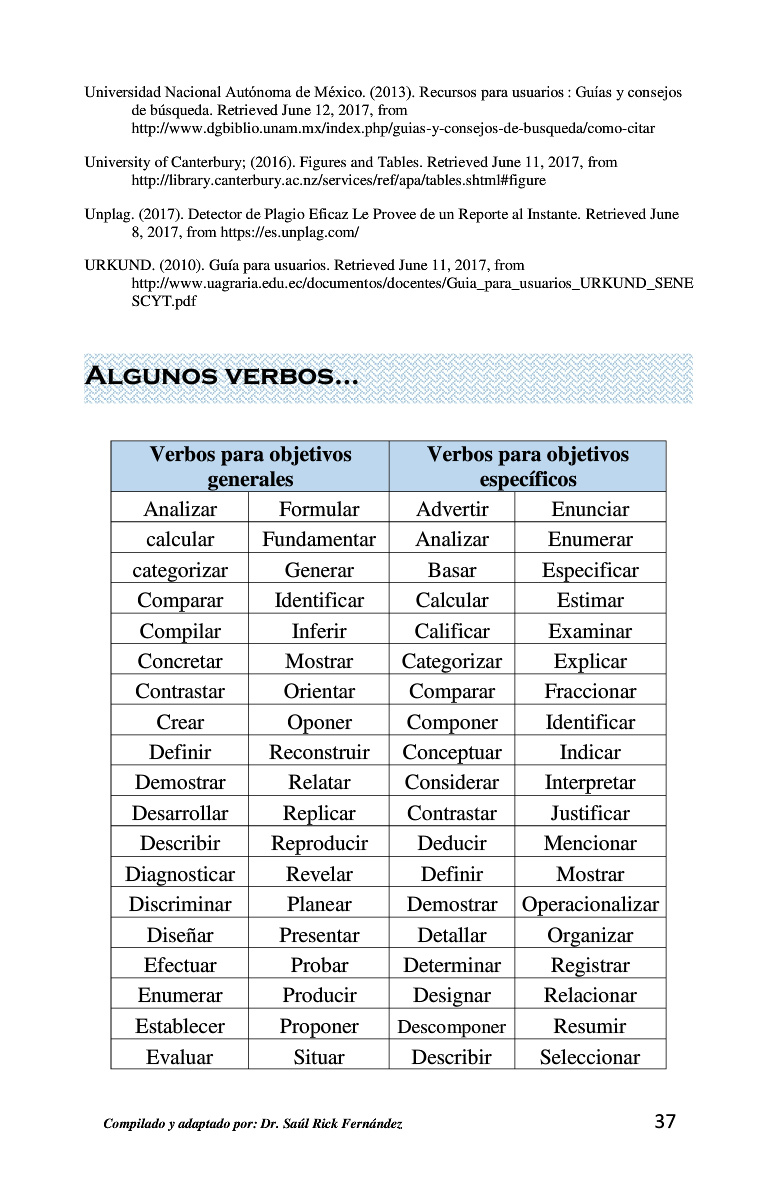 Universidad Nacional Autónoma de México. (2013). Recursos para usuarios : Guías y consejos
de búsqueda. Retrieved June 12, 2017, from
http://www.dgbiblio.unam.mx/index.php/guias-y-consejos-de-busqueda/como-citar
University of Canterbury; (2016). Figures and Tables. Retrieved June 11, 2017, from
http://library.canterbury.ac.nz/services/ref/apa/tables.shtml#figure
Unplag. (2017). Detector de Plagio Eficaz Le Provee de un Reporte al Instante. Retrieved June
8, 2017, from https://es.unplag.com/
URKUND. (2010). Guía para usuarios. Retrieved June 11, 2017, from
http://www.uagraria.edu.ec/documentos/docentes/Guia_para_usuarios_URKUND_SENE
SCYT.pdf
ALGUNOS VERBOS...
Verbos para objetivos generales Verbos para objetivos específicos
Analizar Formular Advertir Enunciar
calcular Fundamentar Analizar Enumerar
categorizar Generar Basar Especificar
Comparar Identificar Calcular Estimar
Compilar Inferir Calificar Examinar
Concretar Mostrar Categorizar Explicar
Contrastar Orientar Comparar Fraccionar
Crear Oponer Componer Identificar
Definir Reconstruir Conceptuar Indicar
Demostrar Relatar Considerar Interpretar
Desarrollar Replicar Contrastar Justificar
Describir Reproducir Deducir Mencionar
Diagnosticar Revelar Definir Mostrar
Discriminar Planear Demostrar Operacionalizar
Diseñar Presentar Detallar Organizar
Efectuar Probar Determinar Registrar
Enumerar Producir Designar Relacionar
Establecer Proponer Descomponer Resumir
Evaluar Situar Describir Seleccionar
Compilado y adaptado por: Dr. Saúl Rick Fernández 37